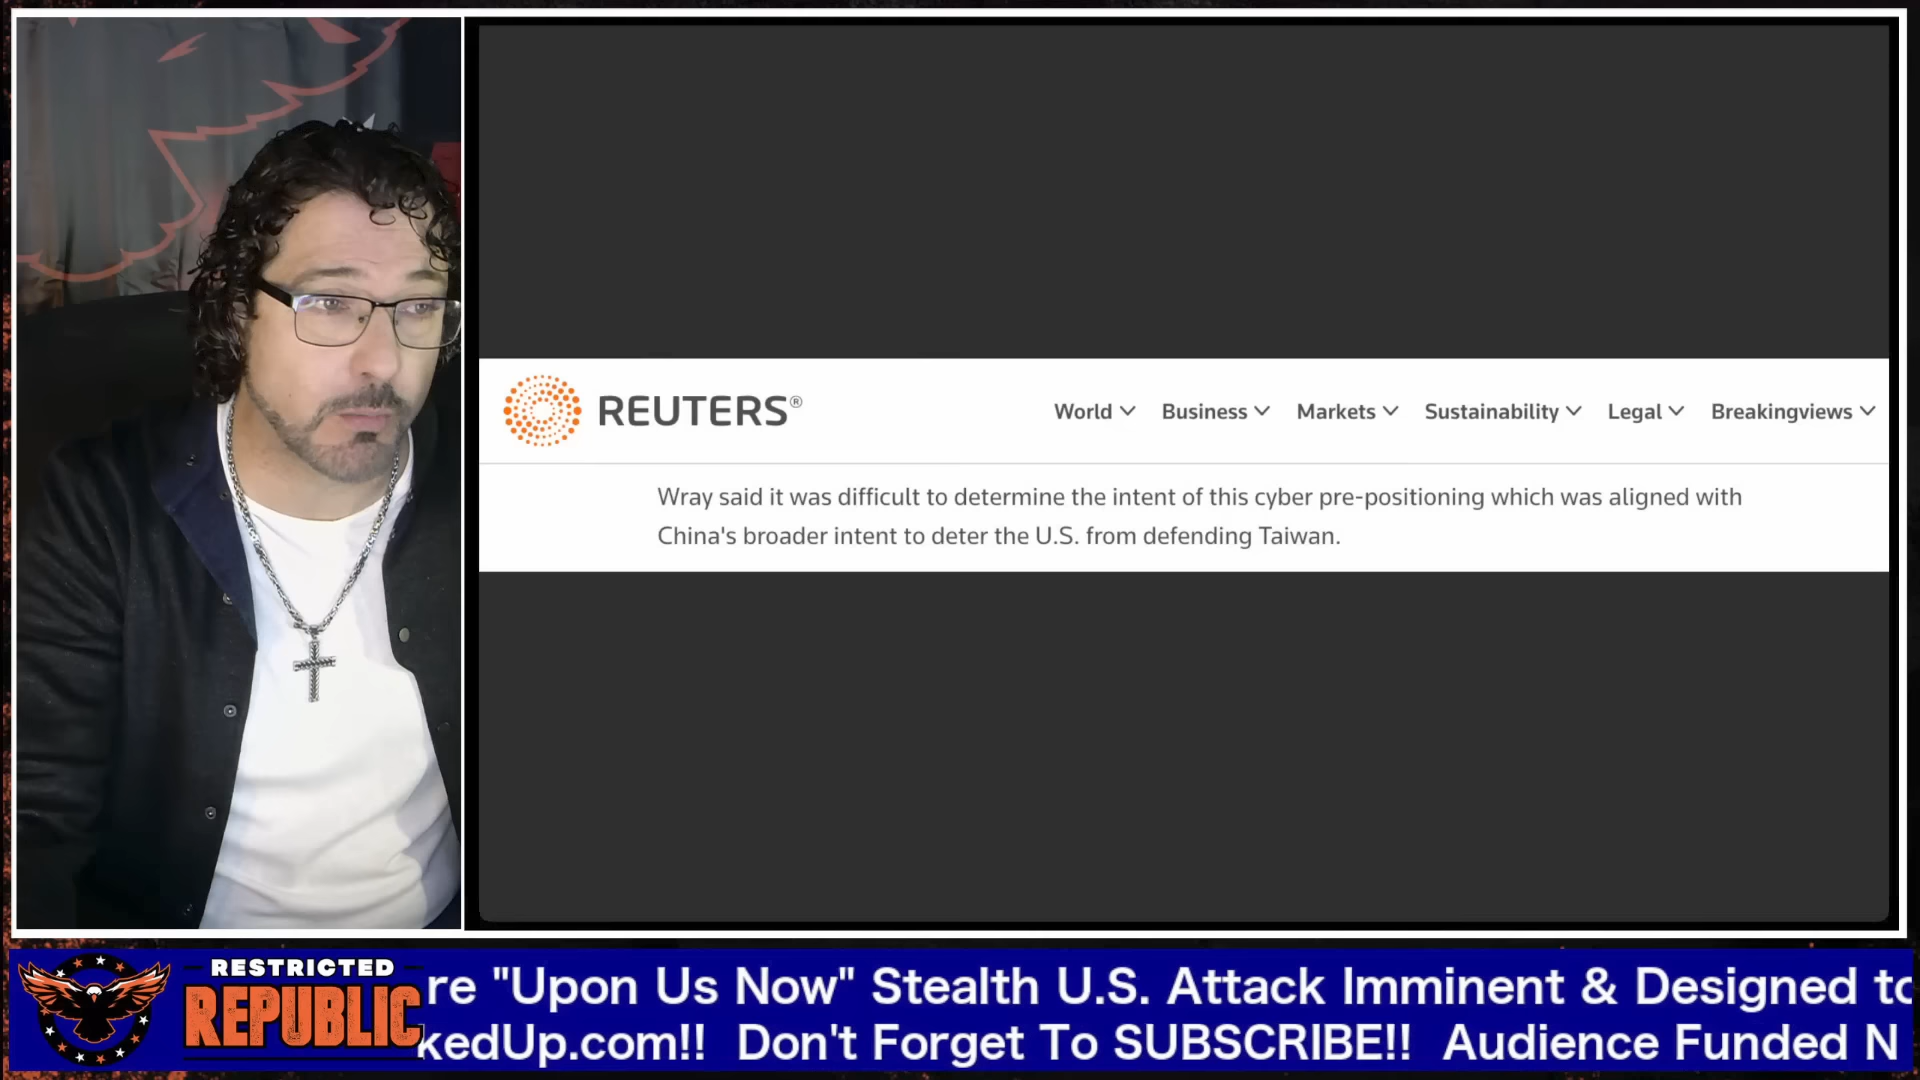 REUTERS®
World Business Markets Sustainability Legal Breakingviews
Wray said it was difficult to determine the intent of this cyber pre-positioning which was aligned with
China's broader intent to deter the U.S. from defending Taiwan.
RESTRICTED
REPUBLIC
re "Upon Us Now" Stealth U.S. Attack Imminent & Designed to
kedUp.com!! Don't Forget To SUBSCRIBE!! Audience Funded N